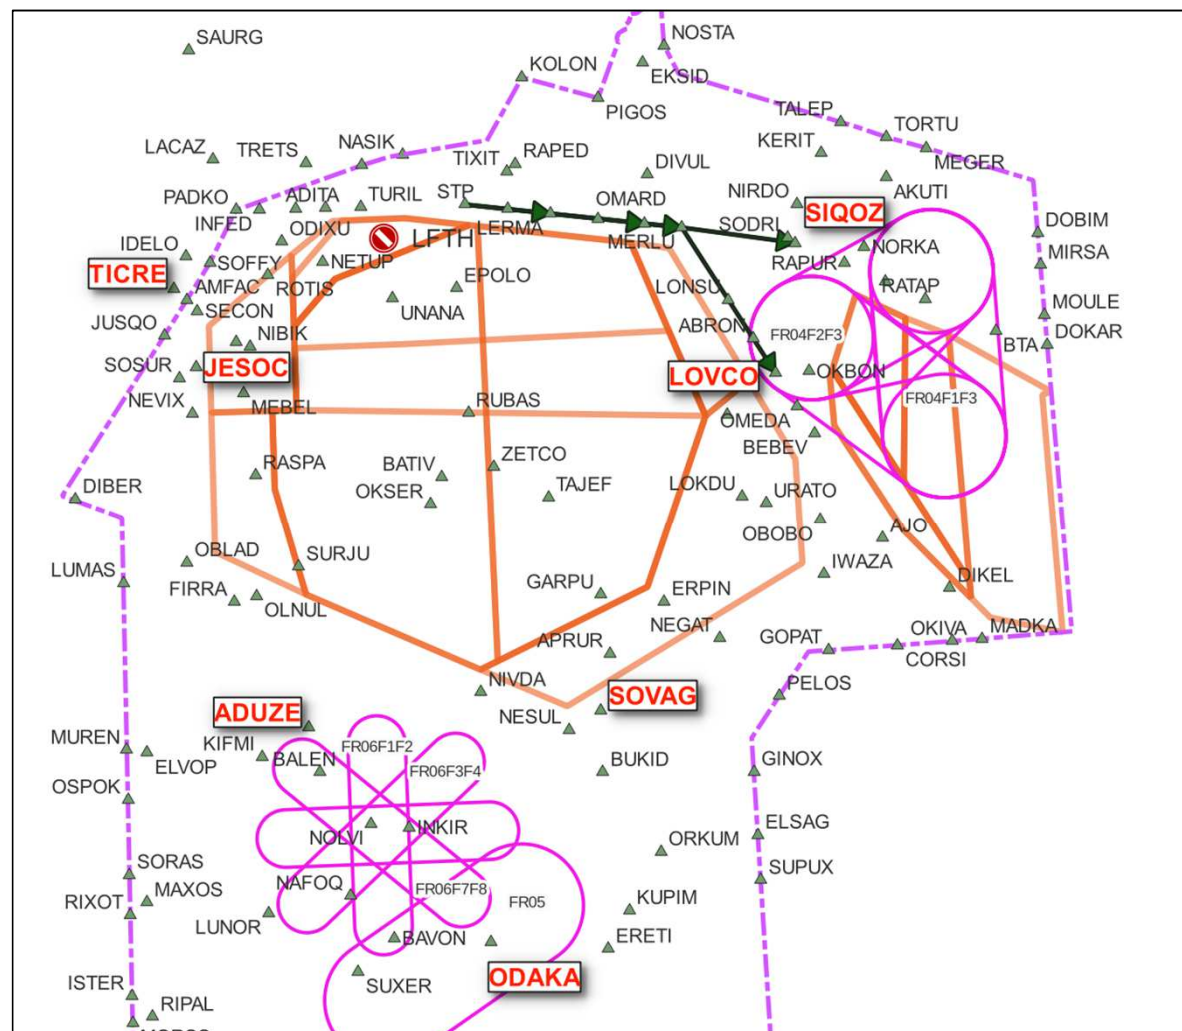 NOSTA
SAURG
EKSID
KOLON
PIGOS
TALEP
TORTU
KERIT
NASIK
LACAZ
TRETS
TIXIT
RAPED
DIVUL
MEGER
AKUTI
PADKO
ADITA
TURIL
STP
OMARD
NIRDO
SIQOZ
INFED
LERMA
SODRI
DOBIM
ODIXU
LFTH
MERLU
NORKA
IDELO
TICRE
SOFFY
NETUP
RAPUR
MIRSA
EPOLO
AMFAC
ROTIS
LONSU
RATAP
SECON
UNANA
MOULE
JUSQO
NIBIK
ABRON
FR04F2F3
BTA
DOKAR
SOSUR
JESOC
LOVCO
OKBON
NEVIX
MEBEL
RUBAS
OMEDA
FR04F1F3
BEBEV
RASPA
BATIV
ZETCO
DIBER
OKSER
TAJEF
LOKDU
URATO
OBOBO
AJO
OBLAD
SURJU
LUMAS
IWAZA
DIKEL
FIRRA
OLNUL
GARPU
ERPIN
NEGAT
APRUR
GOPAT
OKIVA
MADKA
CORSI
NIVDA
PELOS
SOVAG
ADUZE
NESUL
MUREN
ELVOP
KIFMI
BALEN
FR06F1F2
FR06F3F4
BUKID
GINOX
OSPOK
NOLVI
INKIR
ELSAG
ORKUM
SUPUX
SORAS
MAXOS
NAFOQ
FR06F7F8
FR05
RIXOT
LUNOR
KUPIM
BAVON
ERETI
ISTER
SUXER
ODAKA
RIPAL